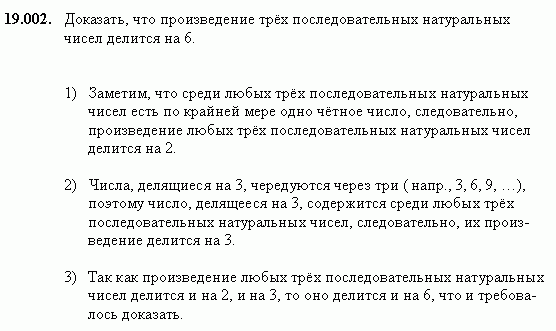 19.002. Доказать, что произведение трёх последовательных натуральных
чисел делится на 6.
1) Заметим, что среди любых трёх последовательных натуральных
чисел есть по крайней мере одно чётное число, следовательно,
произведение любых трёх последовательных натуральных чисел
делится на 2.
2) Числа, делящиеся на 3, чередуются через три ( напр., 3, 6, 9, …),
поэтому число, делящееся на 3, содержится среди любых трёх
последовательных натуральных чисел, следовательно, их произ-
ведение делится на 3.
3) Так как произведение любых трёх последовательных натуральных
чисел делится и на 2, и на 3, то оно делится и на 6, что и требова-
лось доказать.